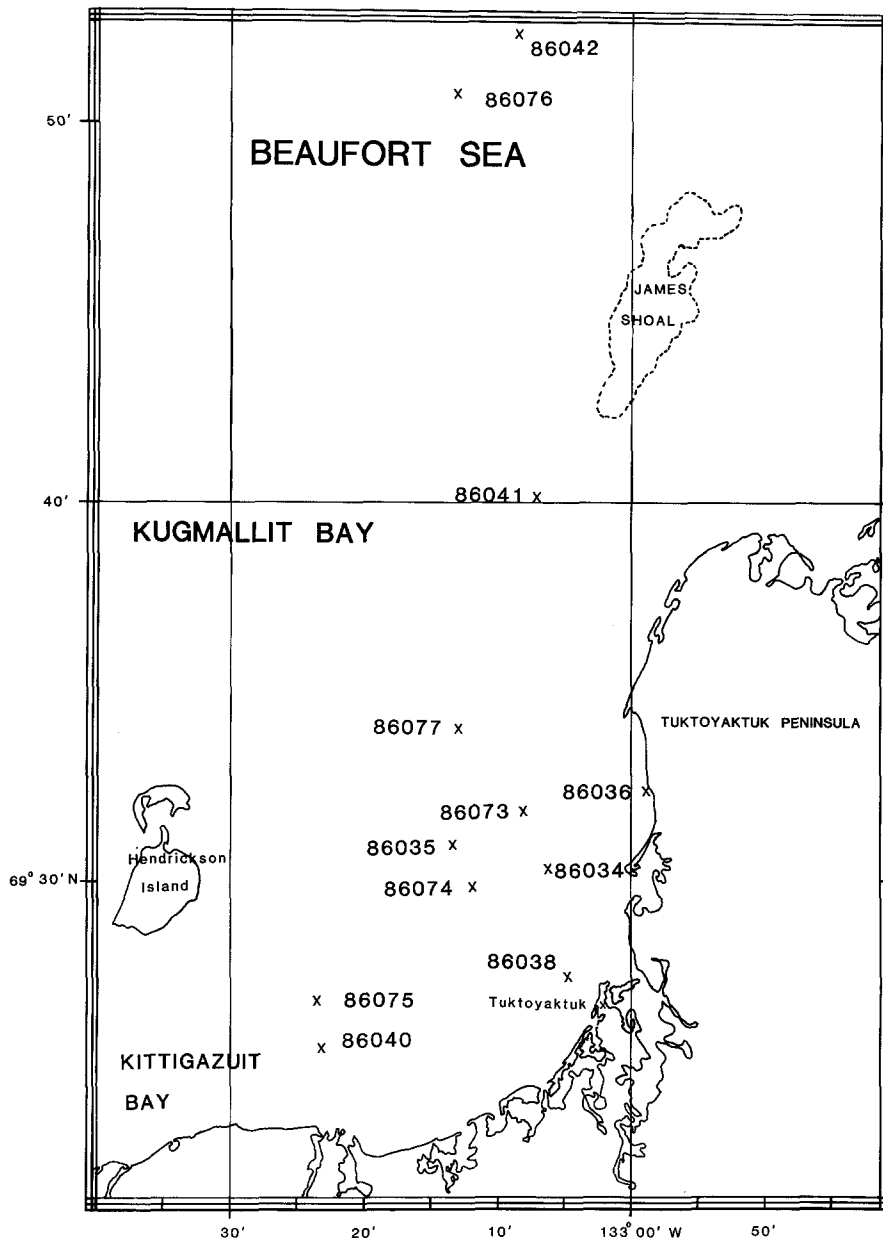 86042
86076
50'
BEAUFORT SEA
JAMES
SHOAL
86041
40'
KUGMALLIT BAY
86077
TUKTOYAKTUK PENINSULA
86036
86073
86035
Hendrickson
Island
86034
69° 30' N
86074
86038
Tuktoyaktuk
86075
86040
KITTIGAZUIT
BAY
30' 20' 10' 133°00' W 50'